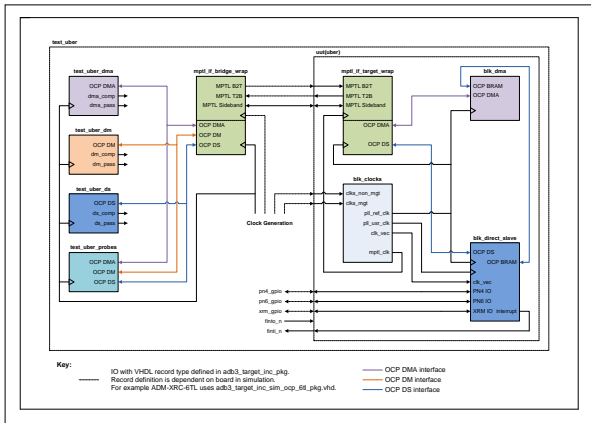 test_uber
uut(uber)
test_uber_dma
OCP DMA
dma_comp
dma_pass
mptl_if_bridge_wrap
MPTL B2T
MPTL T2B
MPTL Sideband
OCP DMA
OCP DM
OCP DS
mptl_if_target_wrap
MPTL B2T
MPTL T2B
MPTL Sideband
OCP DMA
OCP DS
blk_dma
OCP BRAM
OCP DMA
test_uber_dm
OCP DM
dm_comp
dm_pass
test_uber_ds
OCP DS
ds_comp
ds_pass
Clock Generation
blk_clocks
clks_non_mgt
clks_mgt
pll_ref_clk
pll_usr_clk
clk_vec
mptl_clk
test_uber_probes
OCP DMA
OCP DM
OCP DS
blk_direct_slave
OCP DS
OCP BRAM
clk_vec
PN4 IO
PN6 IO
XRM IO
interrupt
pn4_gpio
pn6_gpio
xrm_gpio
finto_n
finti_n
Key:
IO with VHDL record type defined in adb3_target_inc_pkg.
Record definition is dependent on board in simulation.
For example ADM-XRC-6TL uses adb3_target_inc_sim_ocp_6tl_pkg.vhd.
OCP DMA interface
OCP DM interface
OCP DS interface